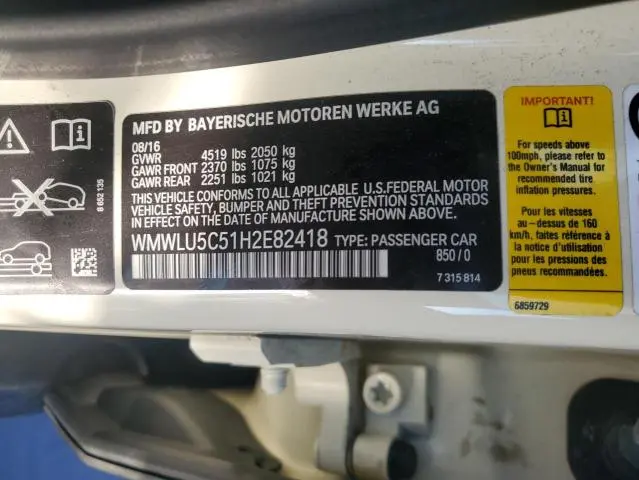 MFD BY BAYERISCHE MOTOREN WERKE AG
08/16
GVWR 4519 lbs 2050 kg
GAWR FRONT 2370 lbs 1075 kg
GAWR REAR 2251 lbs 1021 kg
THIS VEHICLE CONFORMS TO ALL APPLICABLE U.S.FEDERAL MOTOR
VEHICLE SAFETY, BUMPER AND THEFT PREVENTION STANDARDS
IN EFFECT ON THE DATE OF MANUFACTURE SHOWN ABOVE.
WMWLU5C51H2E82418 TYPE: PASSENGER CAR
850/0
7 315 814
8 652 135
IMPORTANT!
For speeds above
100mph, please refer to
the Owner's Manual for
recommended tire
inflation pressures.
Pour les vitesses
au-dessus de 160
km/h, faites référence à
la notice d'utilisation
pour les pressions des
pneus recommandées.
6859729